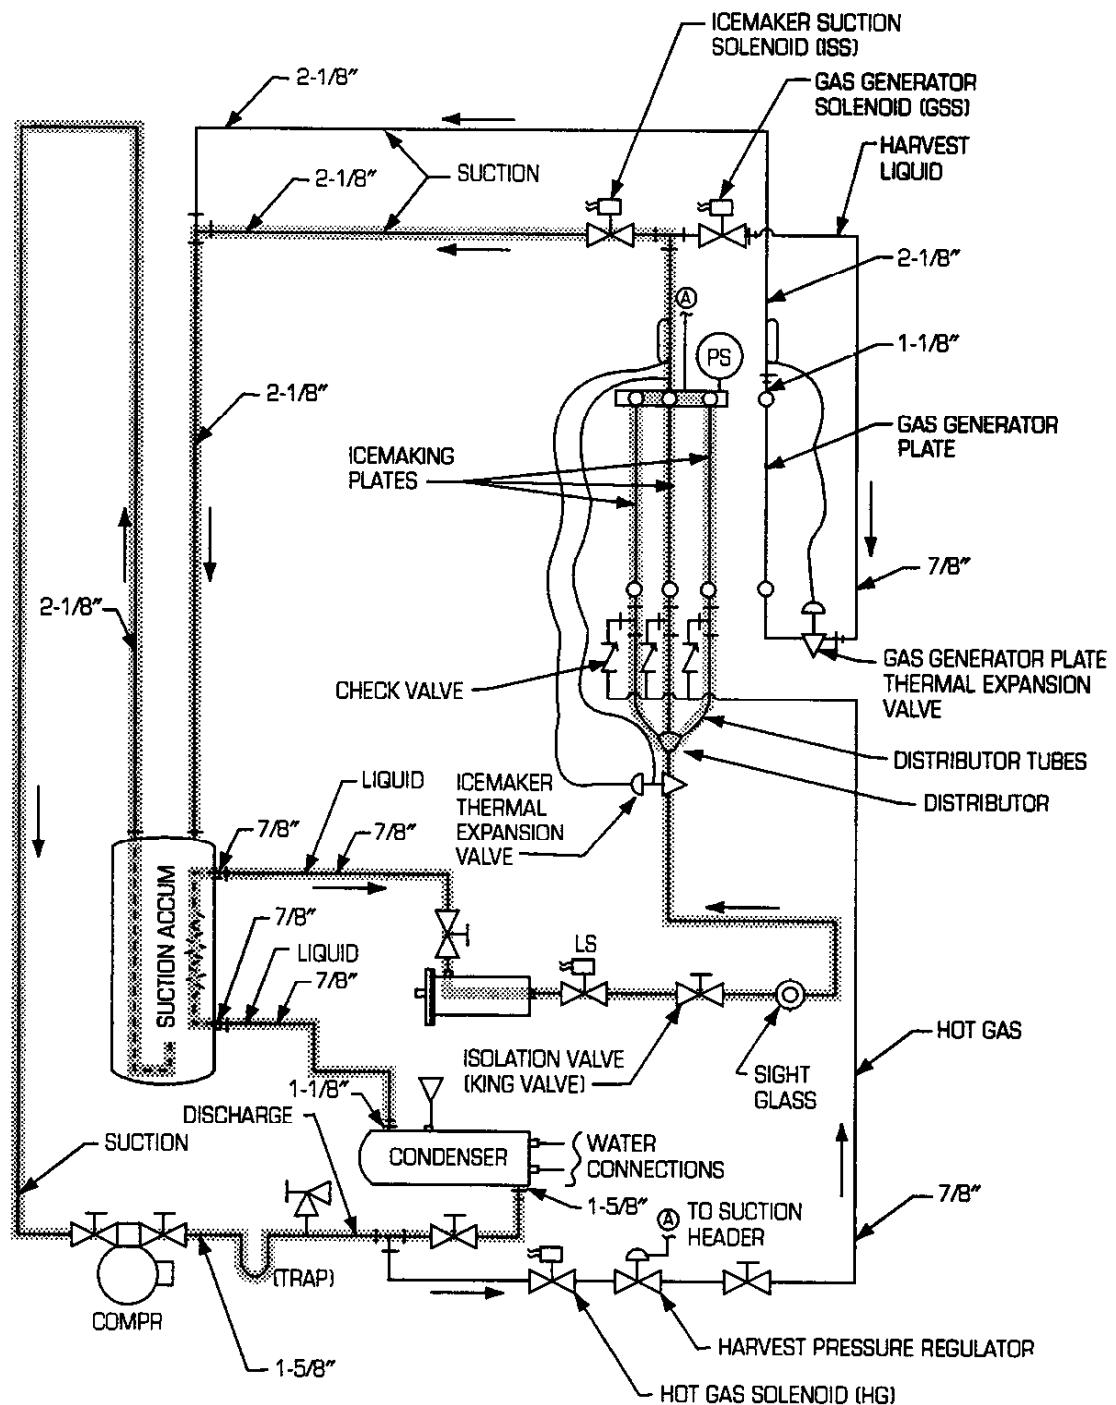 ICEMAKER SUCTION
SOLENOID (ISS)
2-1/8"
GAS GENERATOR
SOLENOID (GSS)
HARVEST
LIQUID
SUCTION
2-1/8"
2-1/8"
A
PS
1-1/8"
2-1/8"
GAS GENERATOR
PLATE
ICEMAKING
PLATES
7/8"
2-1/8"
GAS GENERATOR PLATE
THERMAL EXPANSION
VALVE
CHECK VALVE
DISTRIBUTOR TUBES
DISTRIBUTOR
ICEMAKER
THERMAL
EXPANSION
VALVE
LIQUID
7/8"
7/8"
SUCTION ACCUM
7/8"
LIQUID
7/8"
LS
HOT GAS
ISOLATION VALVE
(KING VALVE)
SIGHT
GLASS
1-1/8"
DISCHARGE
SUCTION
CONDENSER
WATER
CONNECTIONS
1-5/8"
7/8"
A TO SUCTION
HEADER
(TRAP)
COMPR
1-5/8"
HARVEST PRESSURE REGULATOR
HOT GAS SOLENOID (HG)